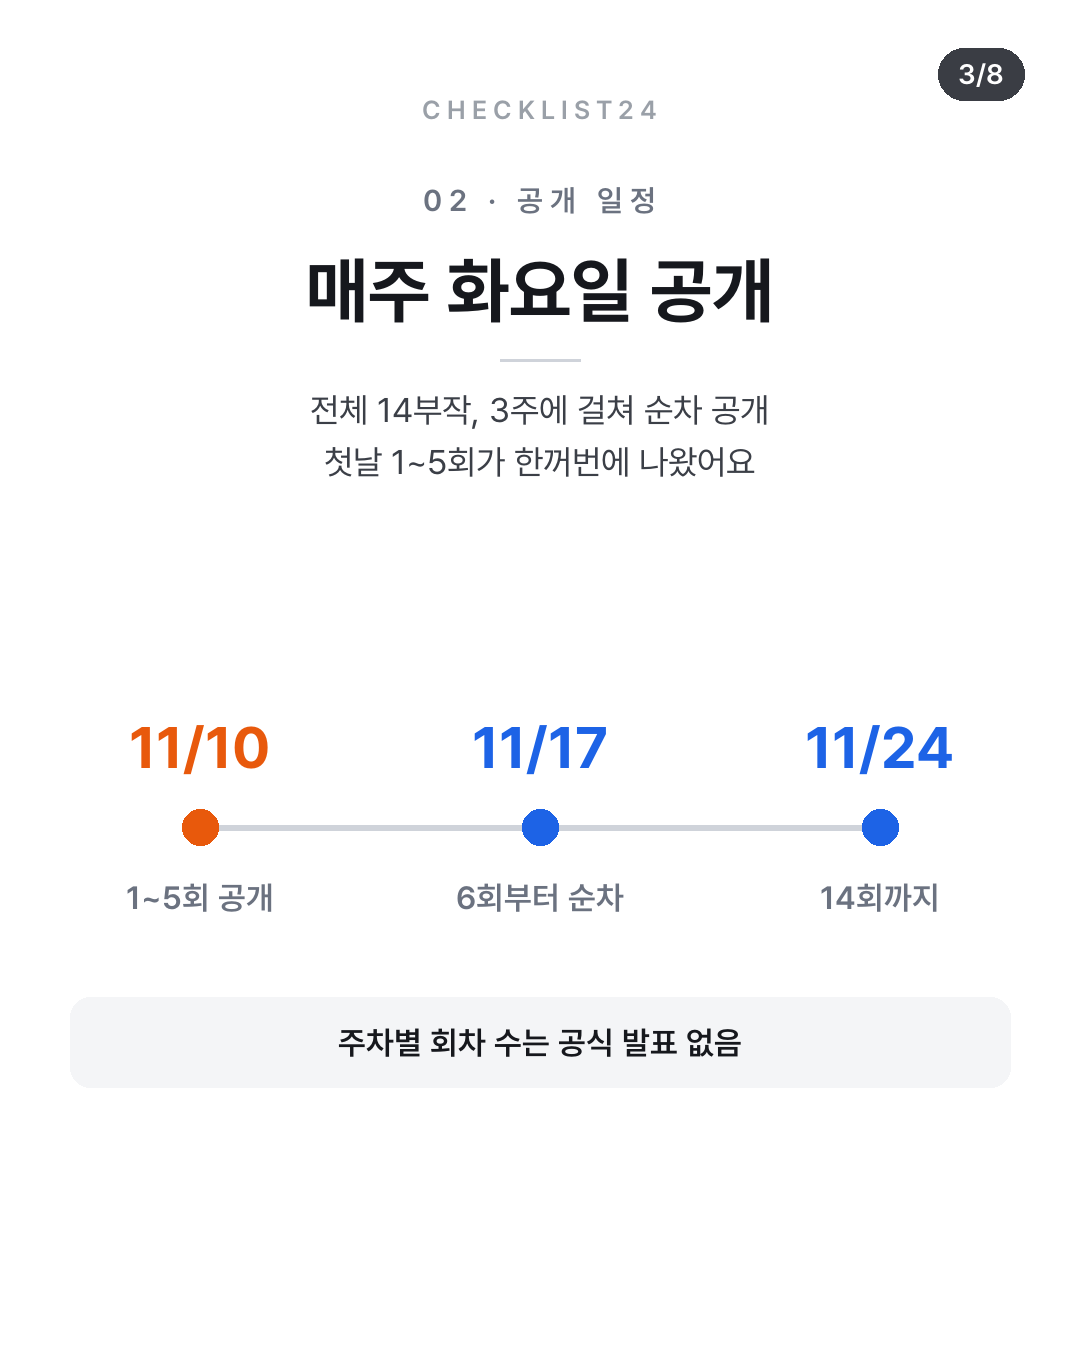 3/8
CHECKLIST24
02 · 공개 일정
매주 화요일 공개
전체 14부작, 3주에 걸쳐 순차 공개
첫날 1~5회가 한꺼번에 나왔어요
11/10 11/17 11/24
1~5회 공개 6회부터 순차 14회까지
주차별 회차 수는 공식 발표 없음